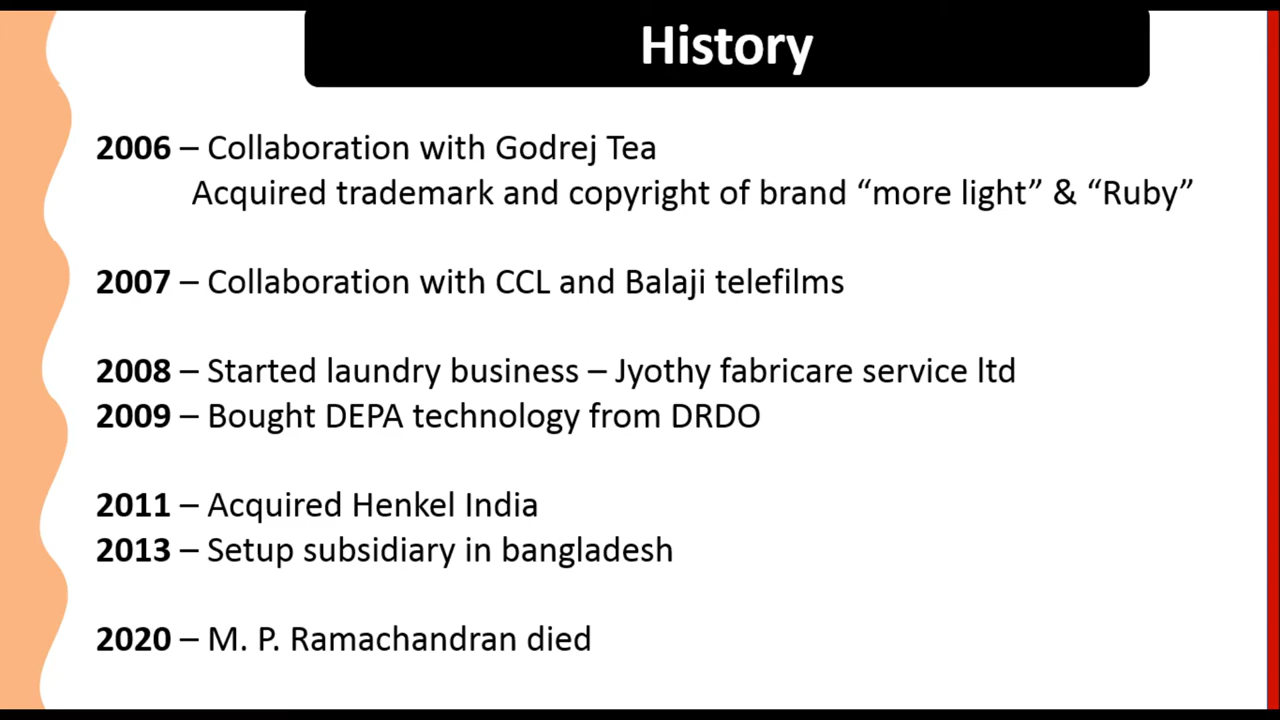 History
2006 – Collaboration with Godrej Tea
Acquired trademark and copyright of brand “more light” & “Ruby”
2007 – Collaboration with CCL and Balaji telefilms
2008 – Started laundry business – Jyothy fabricare service ltd
2009 – Bought DEPA technology from DRDO
2011 – Acquired Henkel India
2013 – Setup subsidiary in bangladesh
2020 – M. P. Ramachandran died